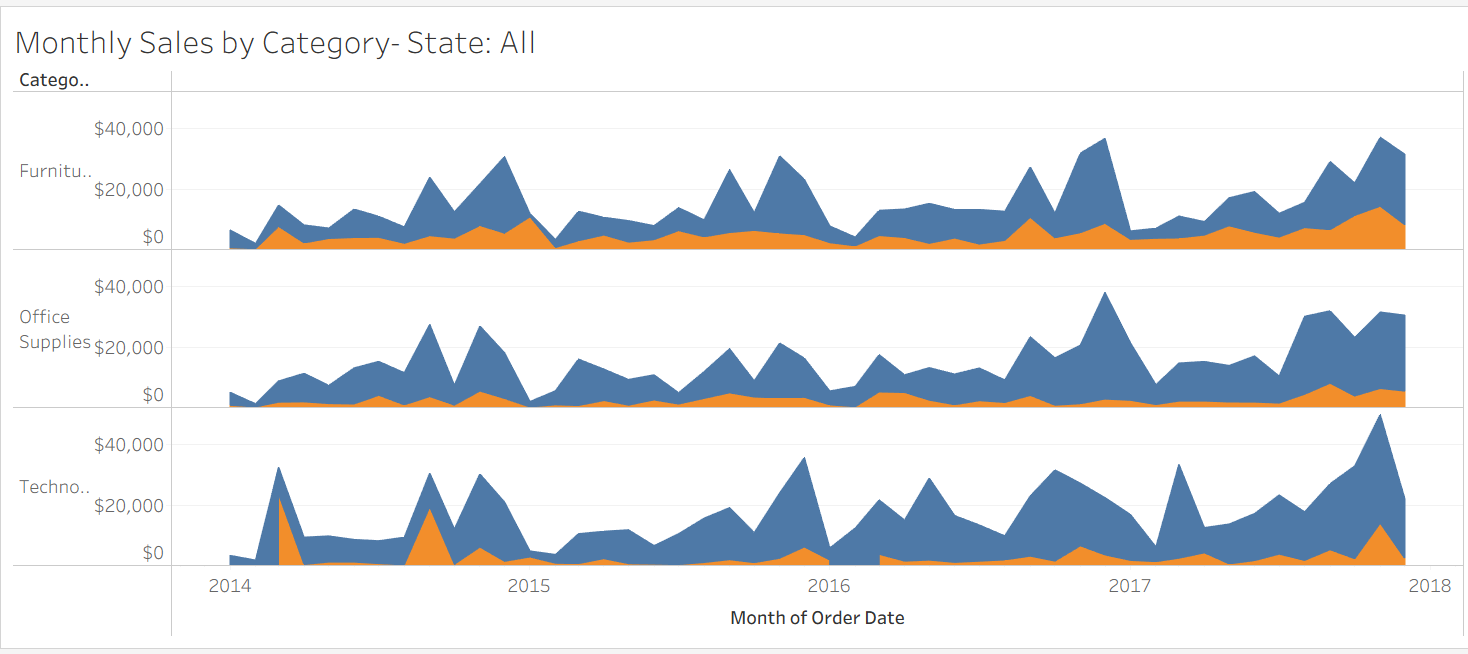 Monthly Sales by Category- State: All
Catego..
$40,000
Furnitu..
$20,000
$0
$40,000
Office
Supplies
$20,000
$0
$40,000
Techno..
$20,000
$0
2014 2015 2016 2017 2018
Month of Order Date